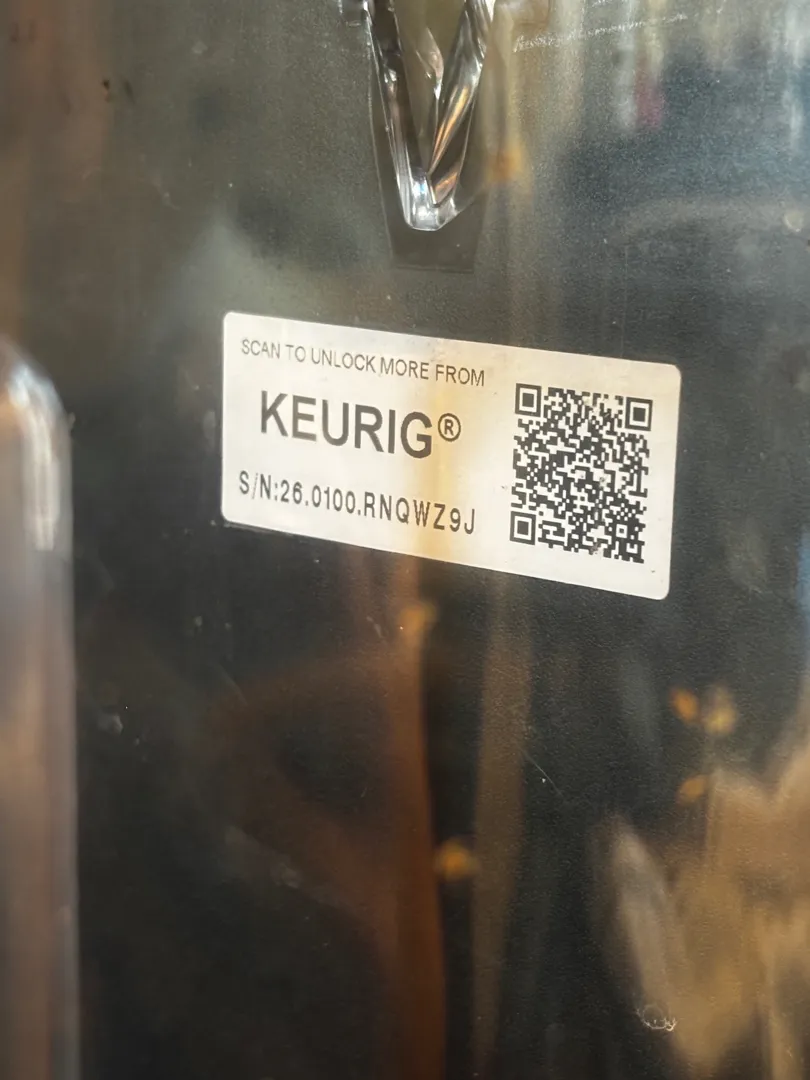 SCAN TO UNLOCK MORE FROM
KEURIG®
S/N:26.0100.RNQWZ9J